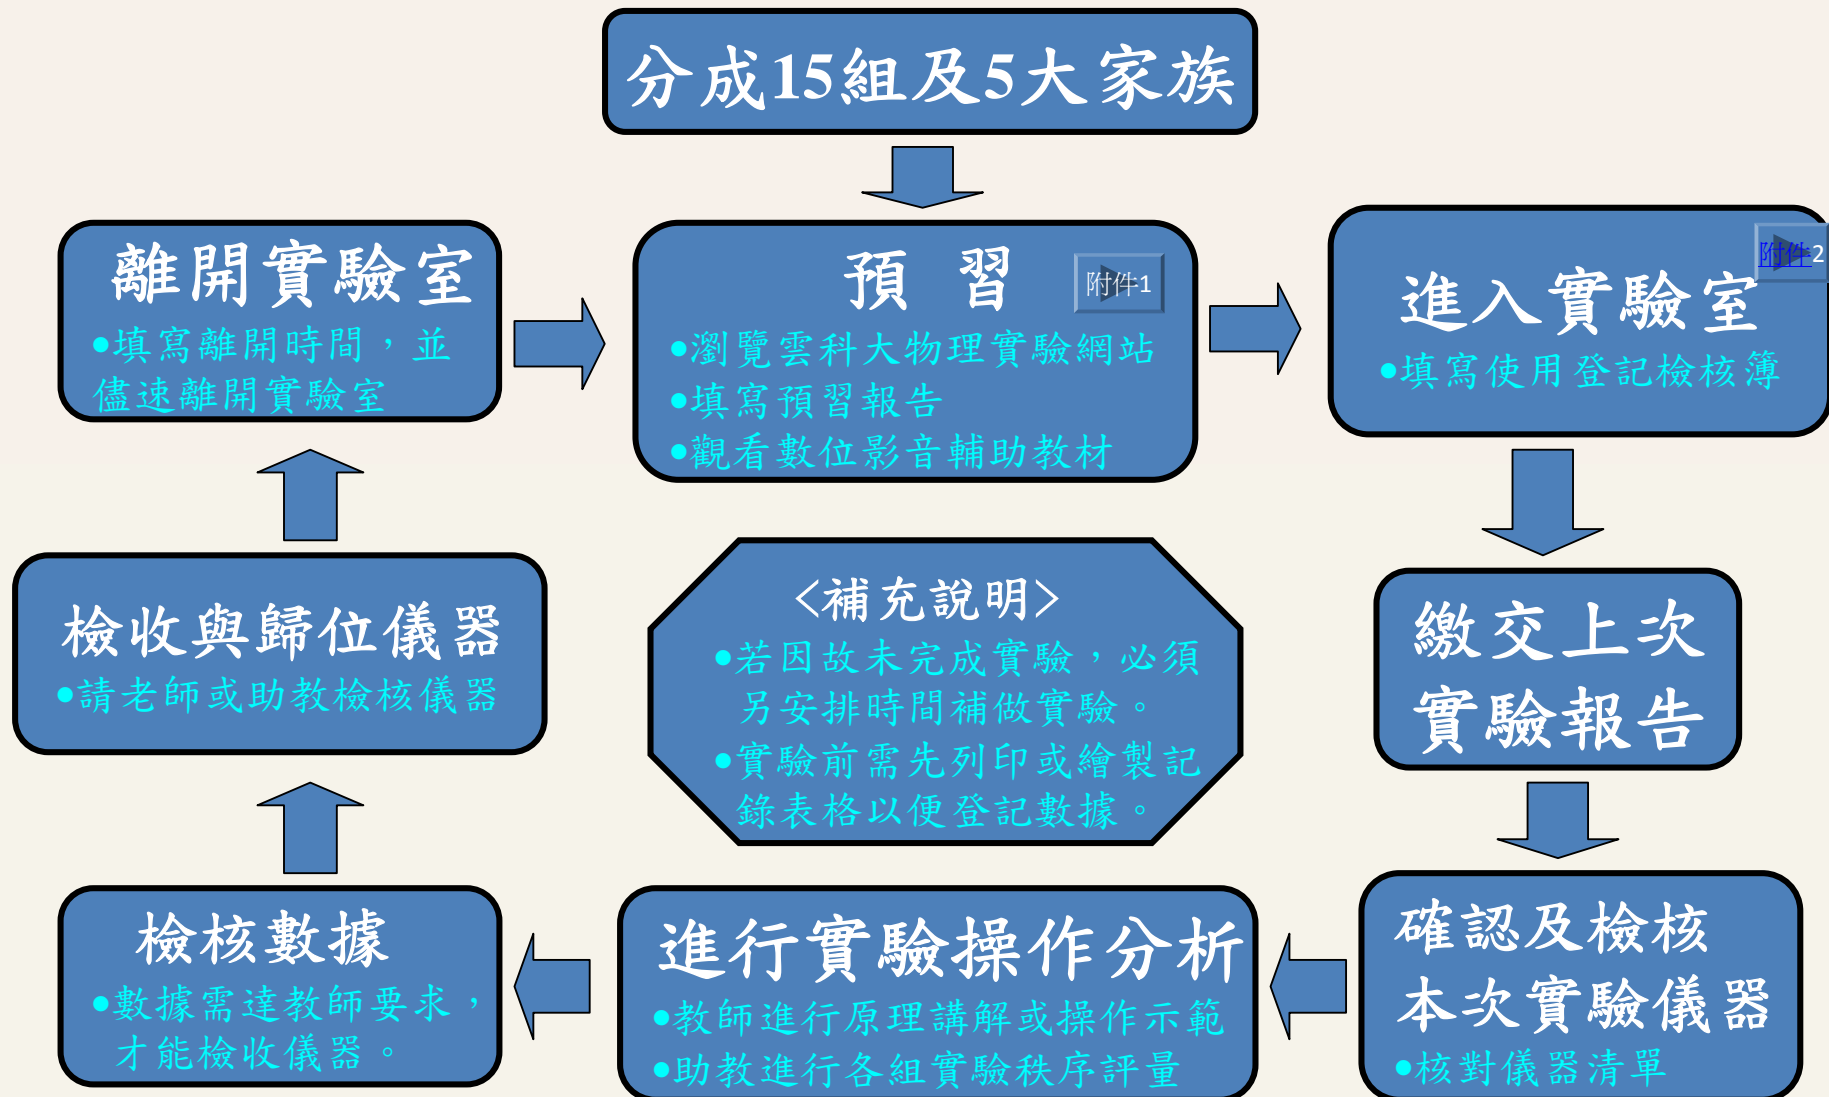 分成15組及5大家族
離開實驗室
•填寫離開時間，並
儘速離開實驗室
預 習
附件1
•瀏覽雲科大物理實驗網站
•填寫預習報告
•觀看數位影音輔助教材
附件2
進入實驗室
•填寫使用登記檢核簿
繳交上次
實驗報告
確認及檢核
本次實驗儀器
•核對儀器清單
進行實驗操作分析
•教師進行原理講解或操作示範
•助教進行各組實驗秩序評量
檢核數據
•數據需達教師要求，
才能檢收儀器。
檢收與歸位儀器
•請老師或助教檢核儀器
<補充說明>
•若因故未完成實驗，必須
另安排時間補做實驗。
•實驗前需先列印或繪製記
錄表格以便登記數據。